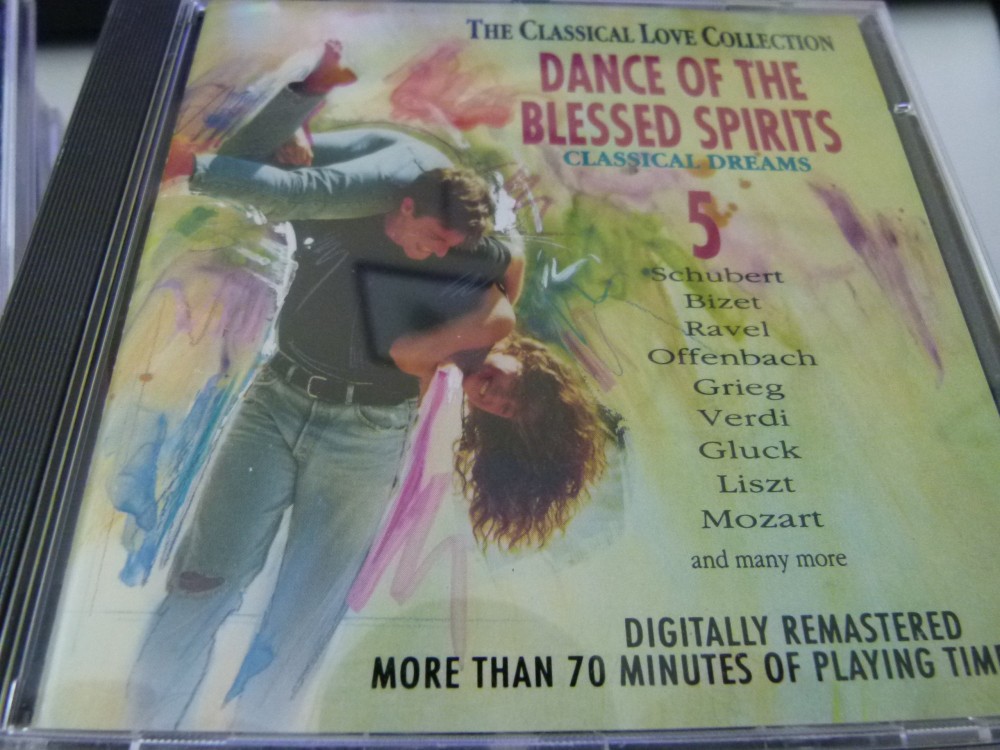 THE CLASSICAL LOVE COLLECTION
DANCE OF THE
BLESSED SPIRITS
CLASSICAL DREAMS
5
Schubert
Bizet
Ravel
Offenbach
Grieg
Verdi
Gluck
Liszt
Mozart
and many more
DIGITALLY REMASTERED
MORE THAN 70 MINUTES OF PLAYING TIM